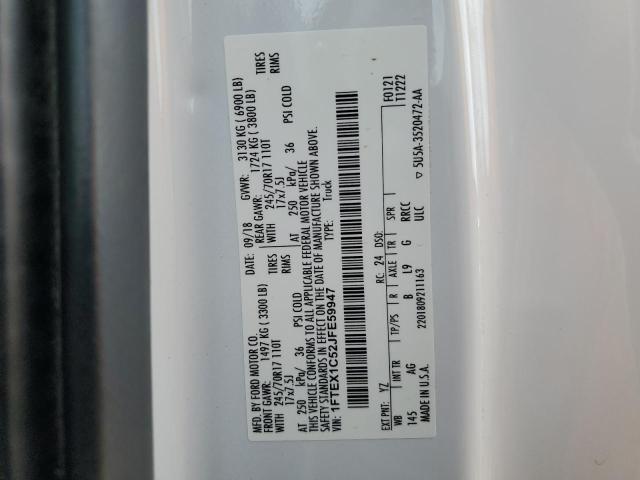 MFD. BY FORD MOTOR CO. 09/18 GVWR: 3130 KG ( 6900 LB)
FRONT GAWR: 1497 KG ( 3300 LB) REAR GAWR: 1724 KG ( 3800 LB)
WITH 245/70R17 110T TIRES WITH 245/70R17 110T TIRES
17x7.5J RIMS 17x7.5J RIMS
AT 250 kPa/ 36 PSI COLD AT 250 kPa/ 36 PSI COLD
THIS VEHICLE CONFORMS TO ALL APPLICABLE FEDERAL MOTOR VEHICLE
SAFETY STANDARDS IN EFFECT ON THE DATE OF MANUFACTURE SHOWN ABOVE.
VIN: 1FTEX1C52JFE59947 TYPE: Truck
EXT PNT: YZ RC: 24 DSO: F0121
WB INT TR TP/PS R AXLE TR SPR T1222
145 AG B L9 G RRCC
MADE IN U.S.A. 2201809211163 ULC ▽ 5U5A-3520472-AA